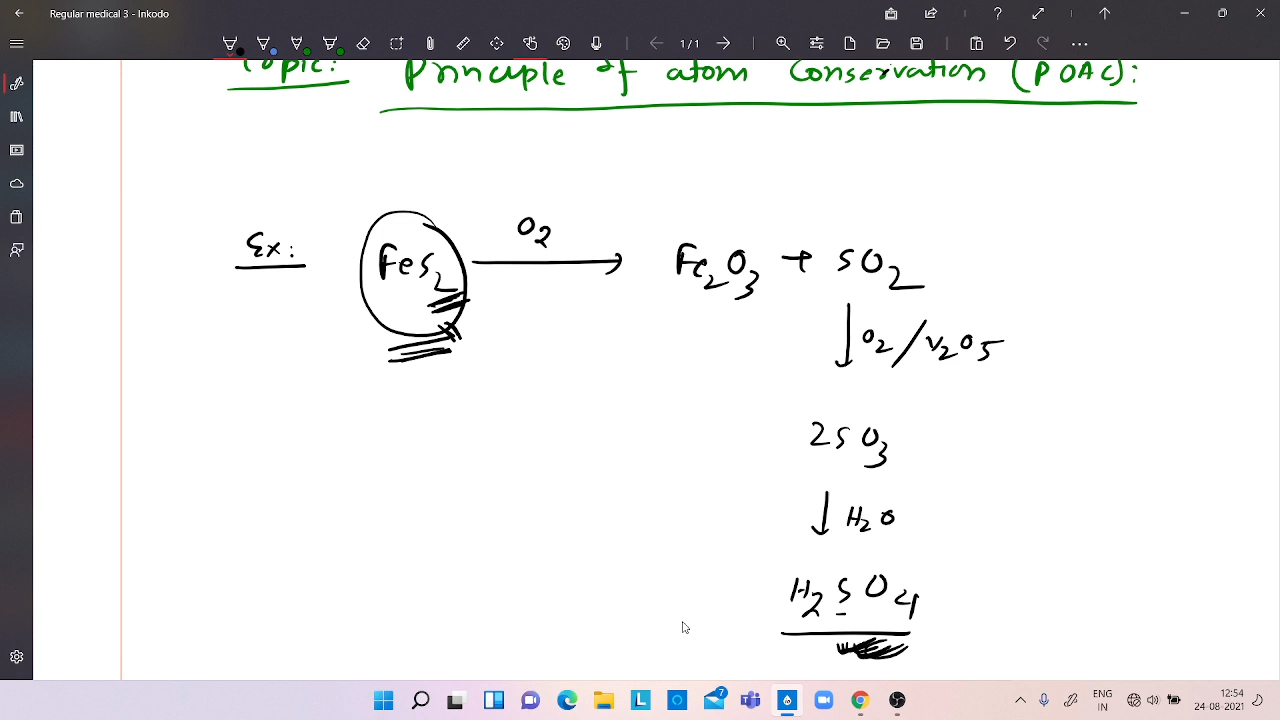 Regular medical 3 - Inkodo
1/1
Topic: Principle of atom Conservation (POAC):
Ex: FeS2 O2 → Fe2O3 + SO2
↓ O2/V2O5
2SO3
↓ H2O
H2SO4
7
ENG
IN
12:54
24-08-2021